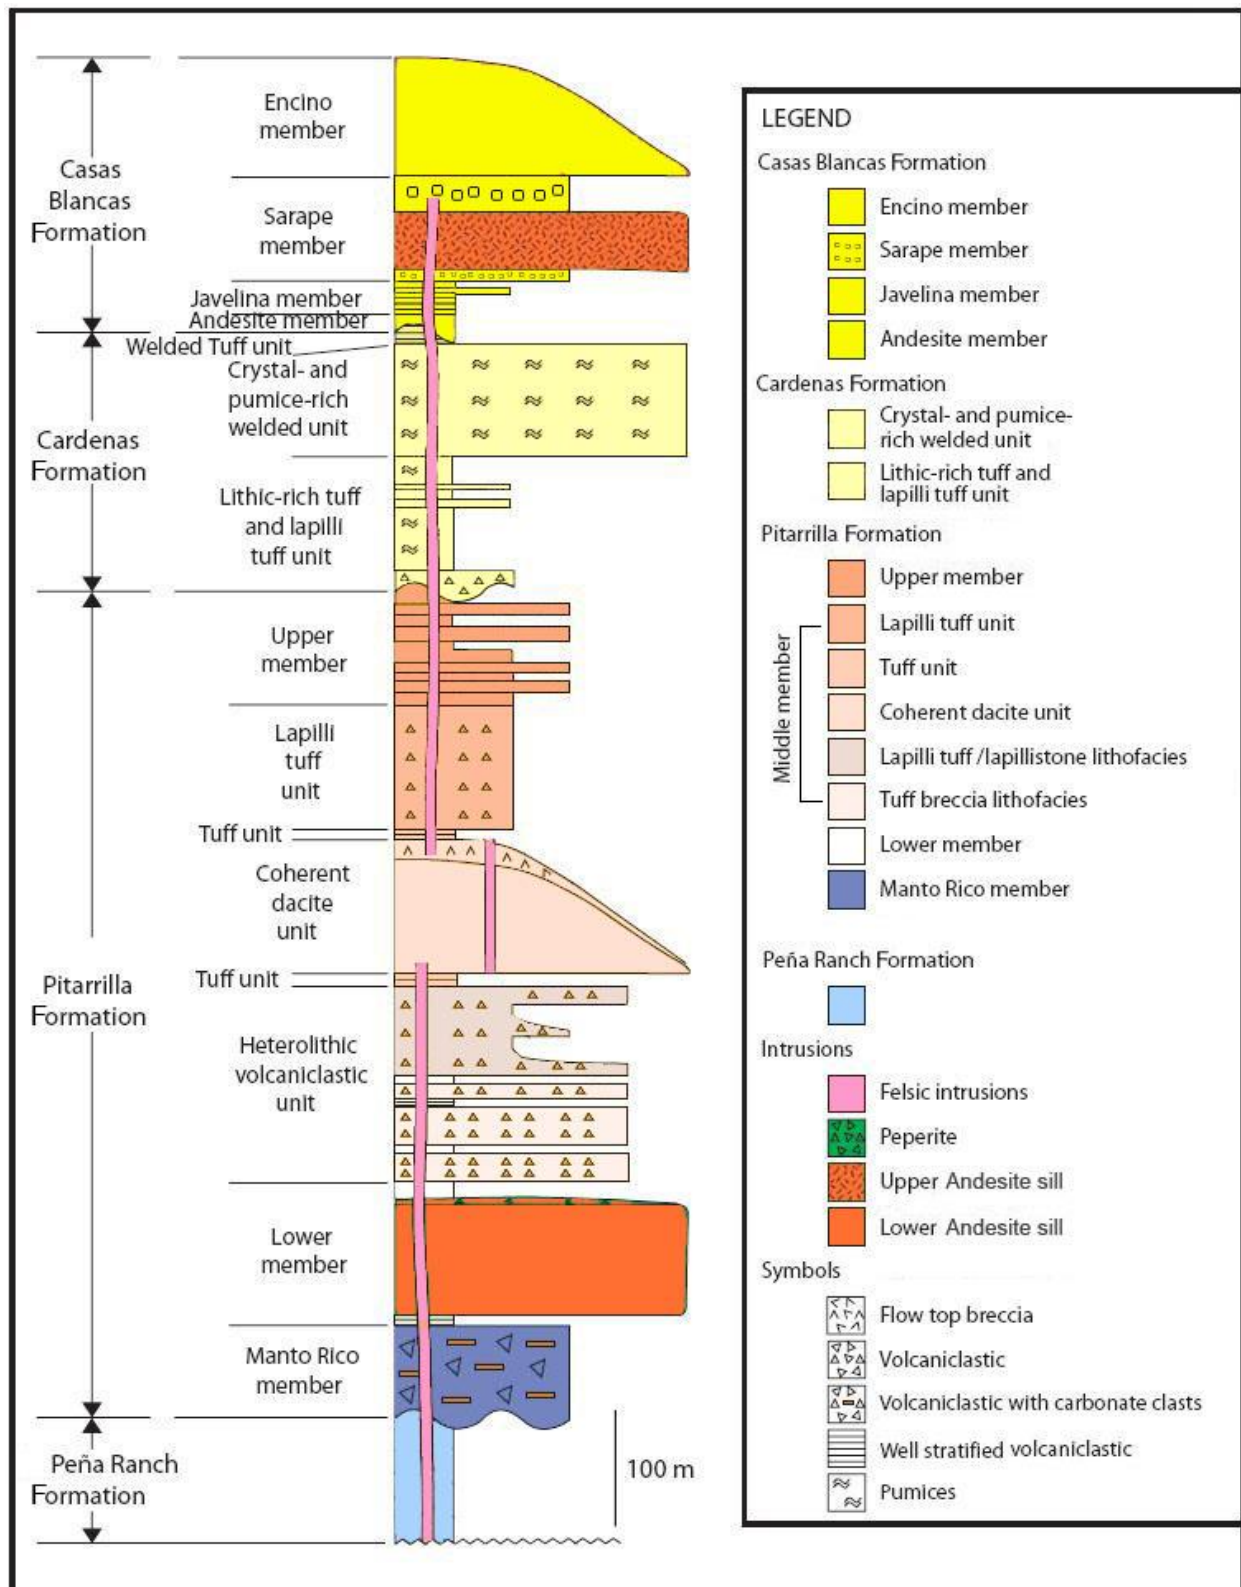 Casas
Blancas
Formation
Cardenas
Formation
Pitarrilla
Formation
Peña Ranch
Formation
Encino
member
Sarape
member
Javelina member
Andesite member
Welded Tuff unit
Crystal- and
pumice-rich
welded unit
Lithic-rich tuff
and lapilli
tuff unit
Upper
member
Lapilli
tuff
unit
Tuff unit
Coherent
dacite
unit
Tuff unit
Heterolithic
volcaniclastic
unit
Lower
member
Manto Rico
member
100 m
LEGEND
Casas Blancas Formation
Encino member
Sarape member
Javelina member
Andesite member
Cardenas Formation
Crystal- and pumice-
rich welded unit
Lithic-rich tuff and
lapilli tuff unit
Pitarrilla Formation
Middle member
Upper member
Lapilli tuff unit
Tuff unit
Coherent dacite unit
Lapilli tuff /lapillistone lithofacies
Tuff breccia lithofacies
Lower member
Manto Rico member
Peña Ranch Formation
Intrusions
Felsic intrusions
Peperite
Upper Andesite sill
Lower Andesite sill
Symbols
Flow top breccia
Volcaniclastic
Volcaniclastic with carbonate clasts
Well stratified volcaniclastic
Pumices